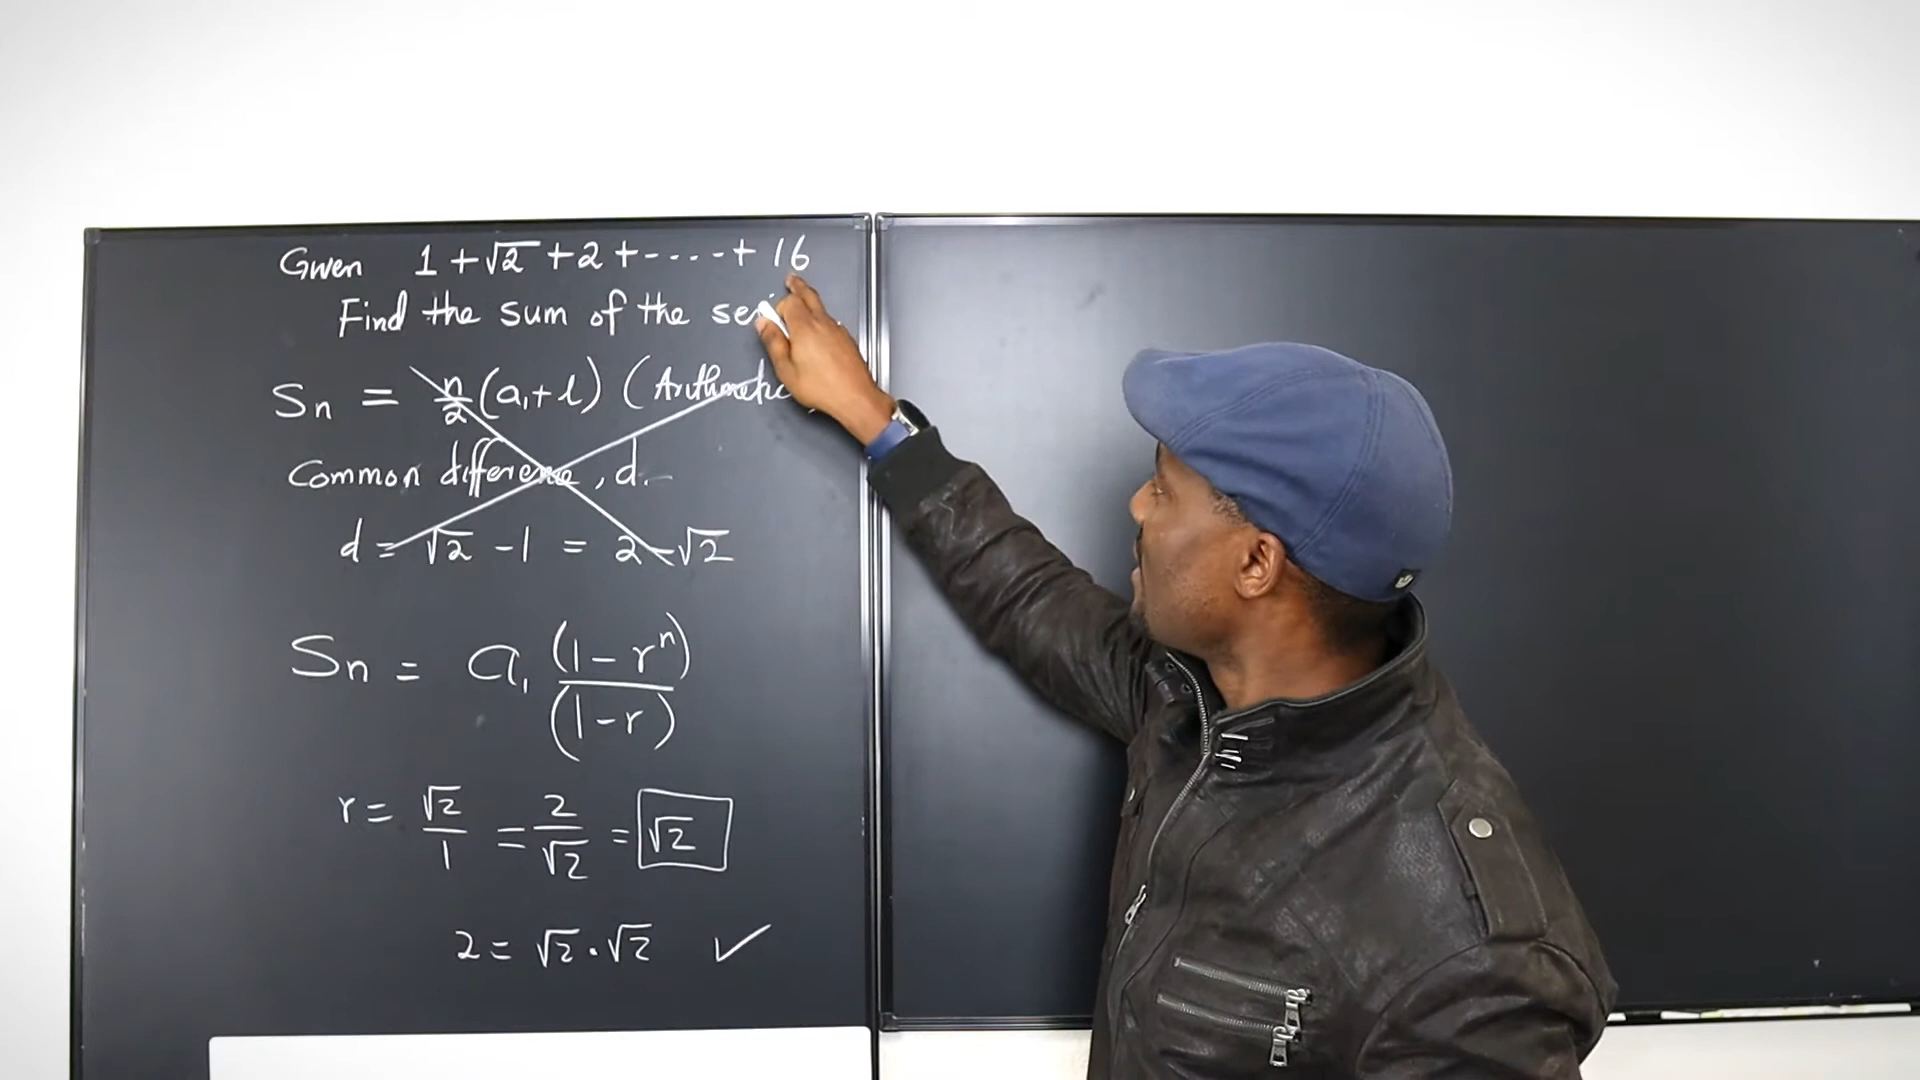 Given 1 + √2 + 2 + - - - - + 16
Find the sum of the
Sn = n/2 (a₁ + l) (Arithmetic
Common difference, d.
d = √2 - 1 = 2 - √2
Sn = a₁ (1 - rⁿ)/(1 - r)
r = √2/1 = 2/√2 = √2
2 = √2 · √2 ✓